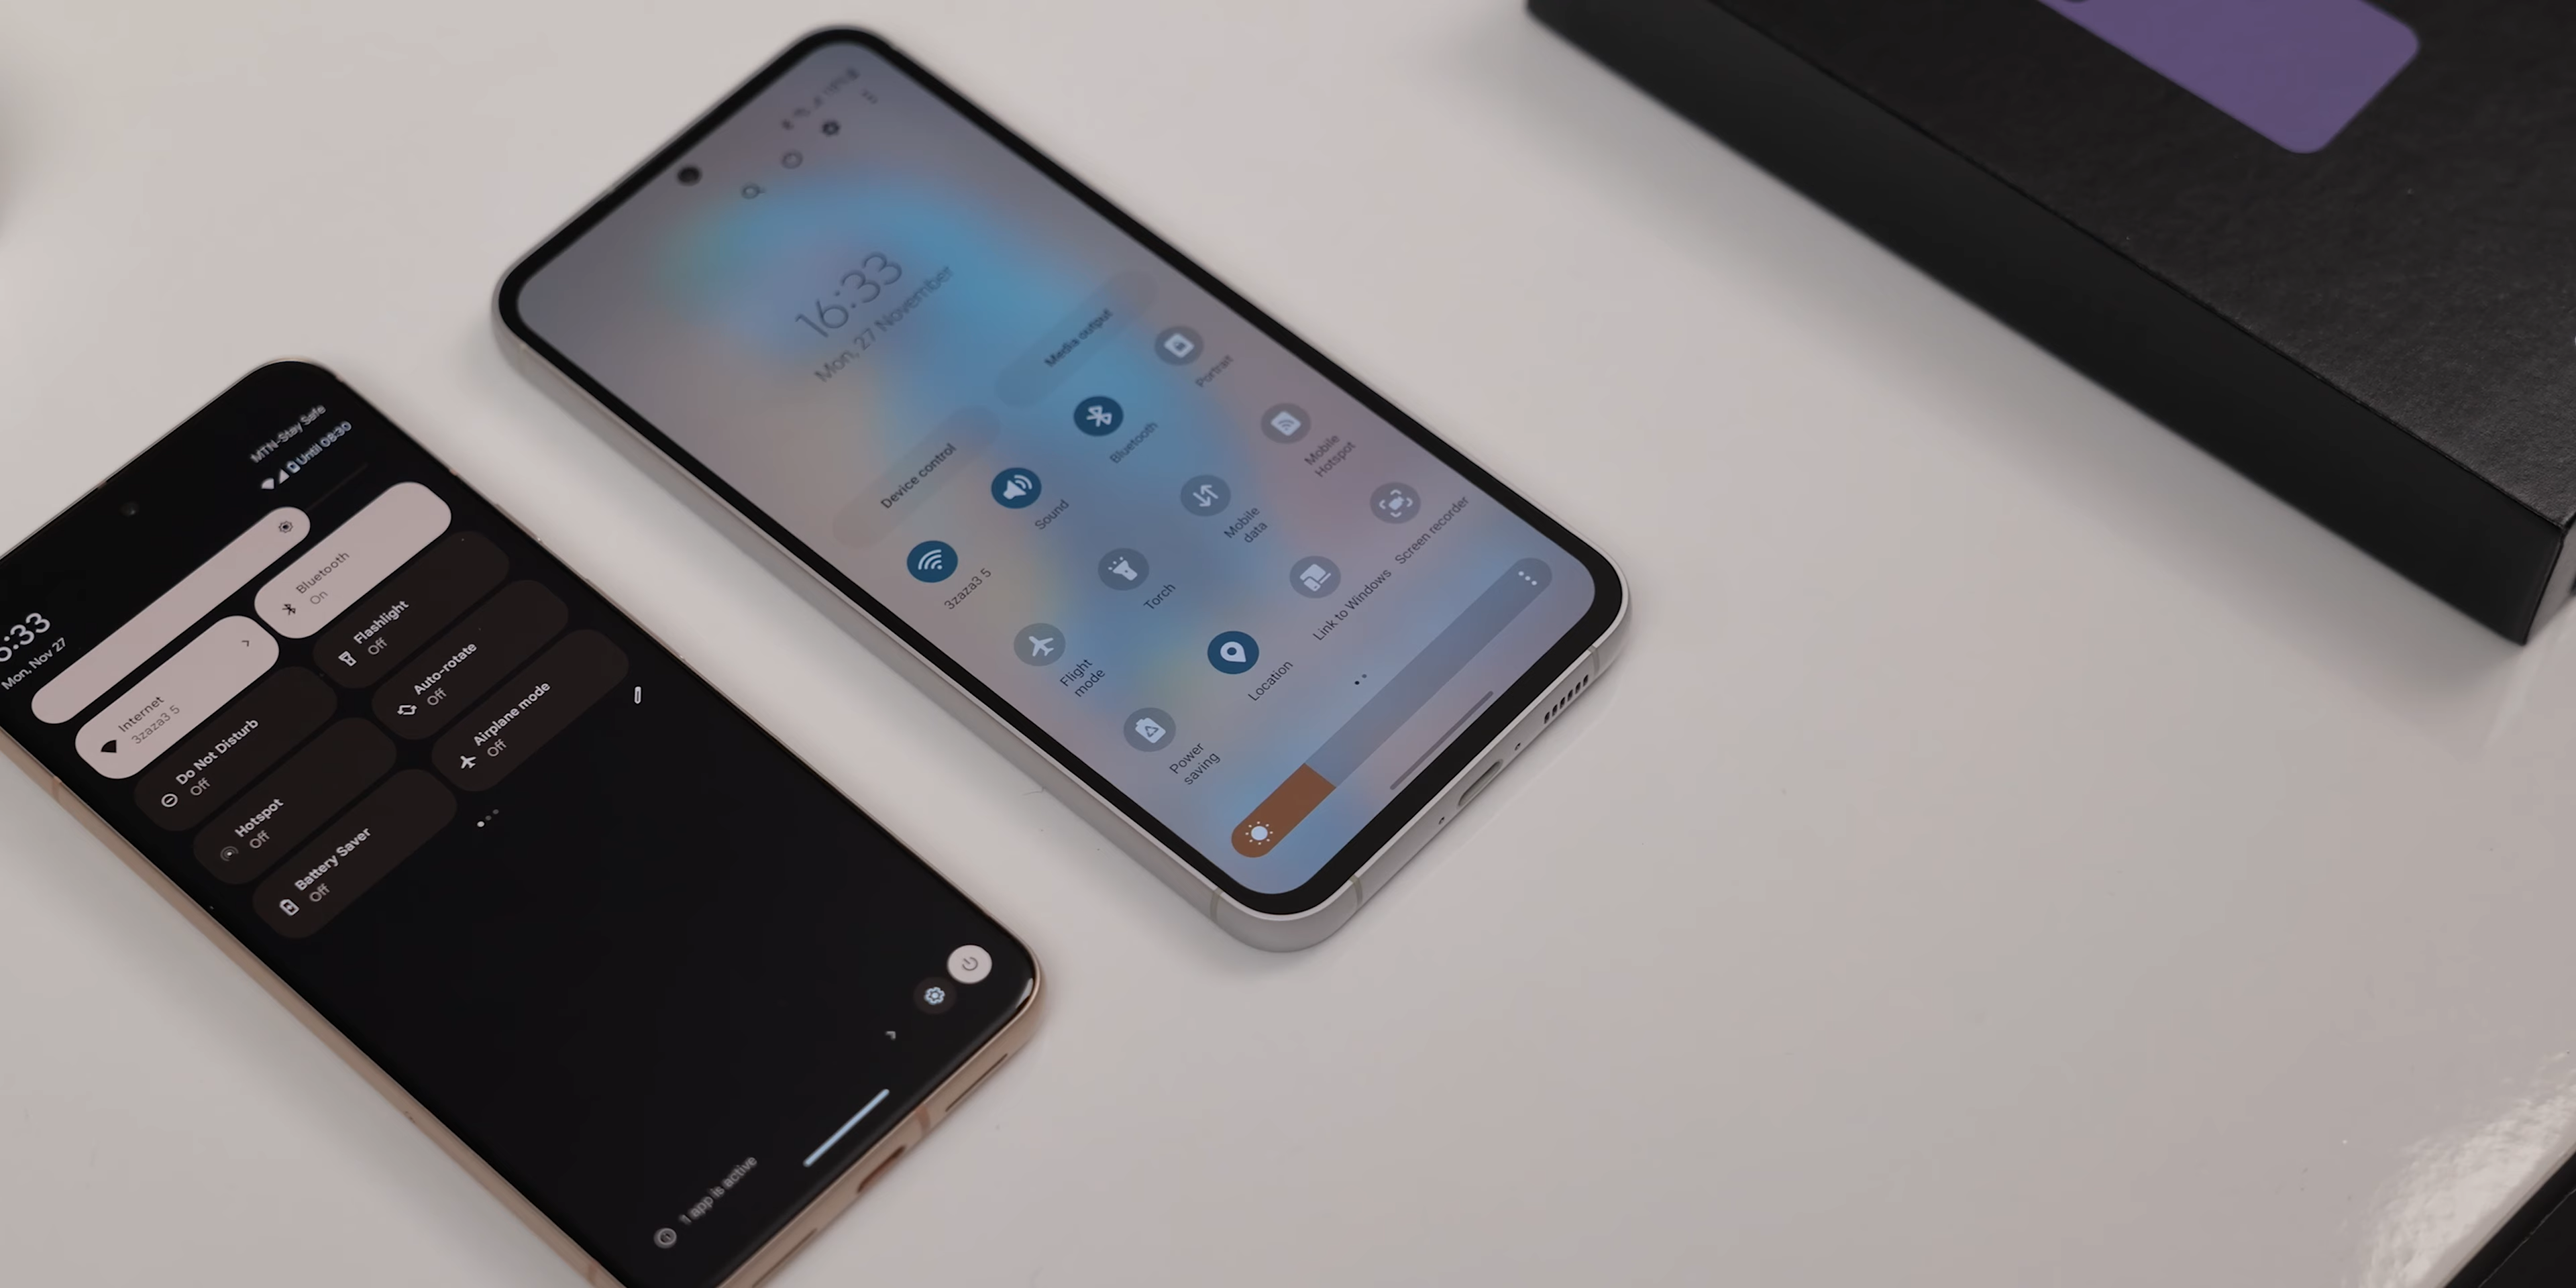 MTN-Stay Safe
Until 08:30
:33
Mon, Nov 27
Internet
3zaza3 5
Bluetooth
On
Do Not Disturb
Off
Flashlight
Off
Hotspot
Off
Auto-rotate
Off
Battery Saver
Off
Airplane mode
Off
1 app is active
16:33
Mon, 27 November
Device control
Media output
3zaza3 5
Sound
Bluetooth
Portrait
Flight
mode
Torch
Mobile
data
Mobile
Hotspot
Power
saving
Location
Link to Windows
Screen recorder